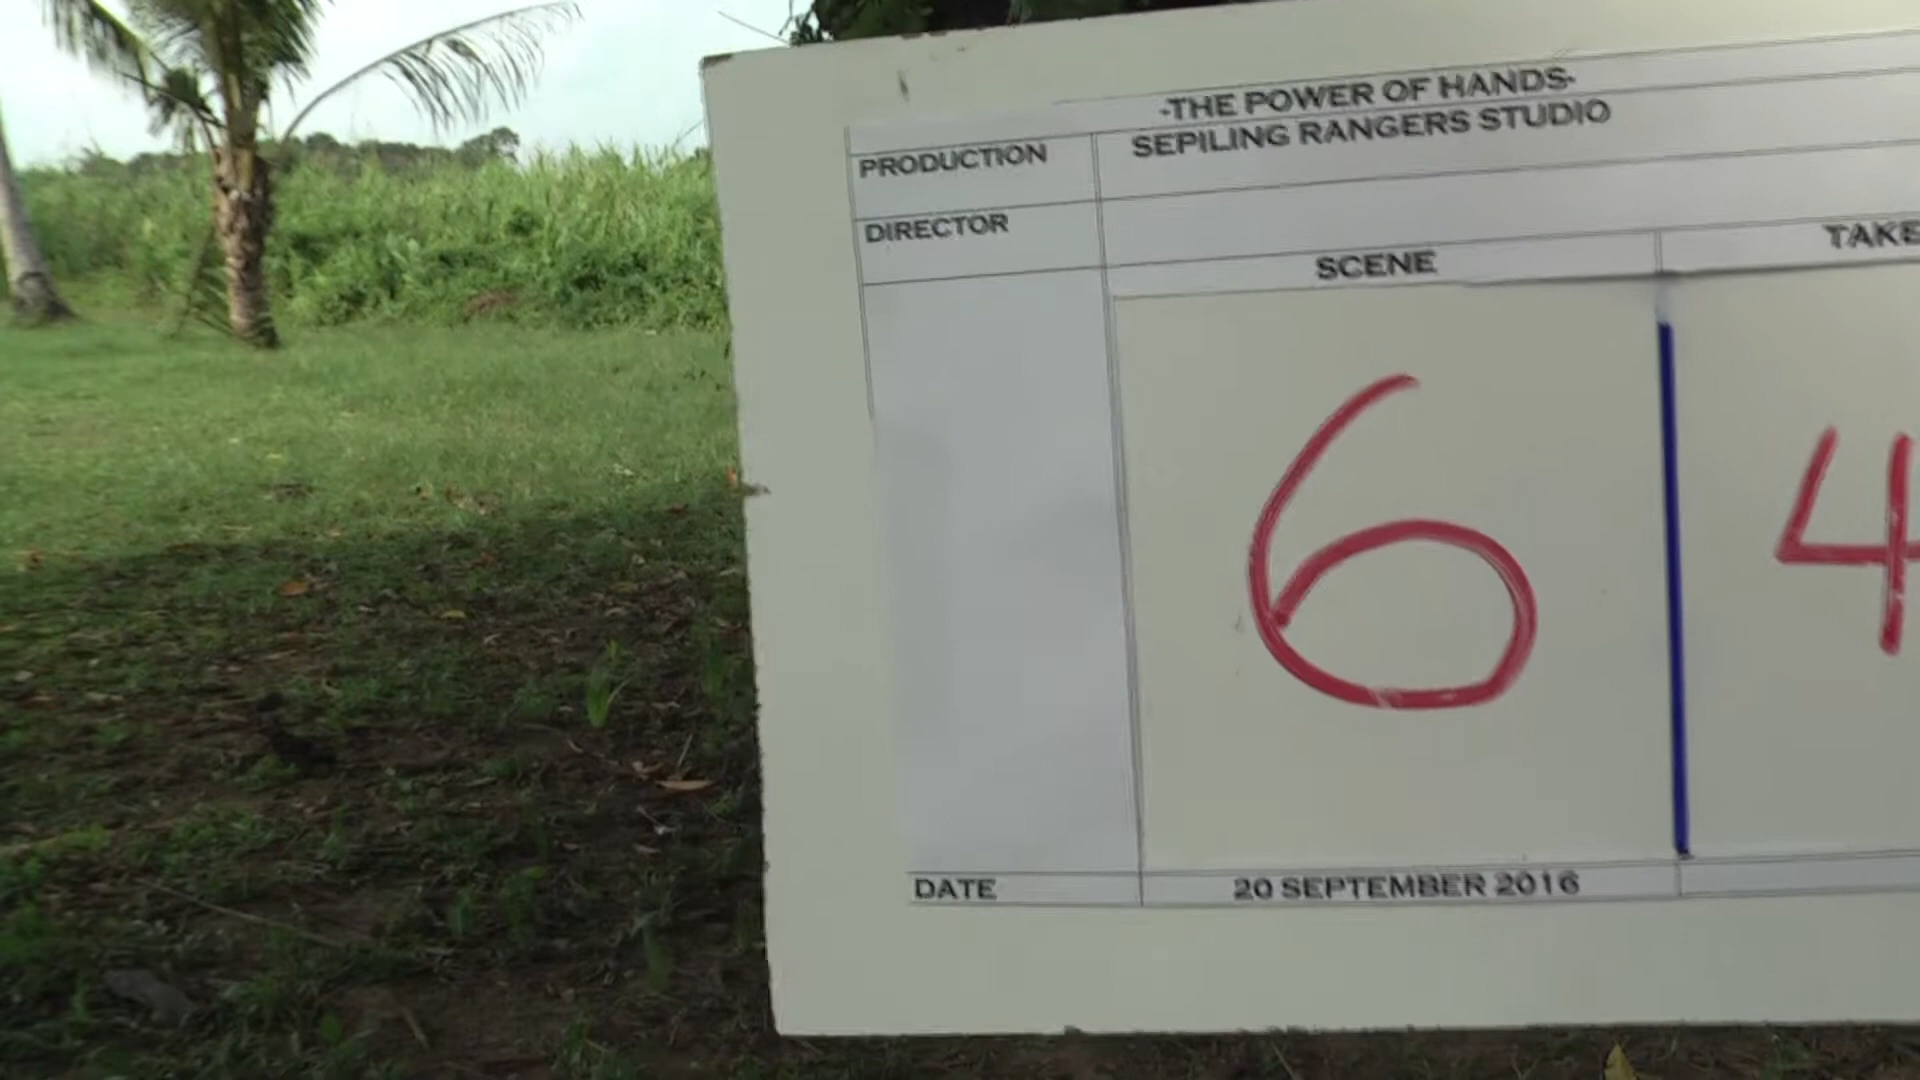 -THE POWER OF HANDS-
PRODUCTION SEPILING RANGERS STUDIO
DIRECTOR
SCENE TAKE
6 4
DATE 20 SEPTEMBER 2016